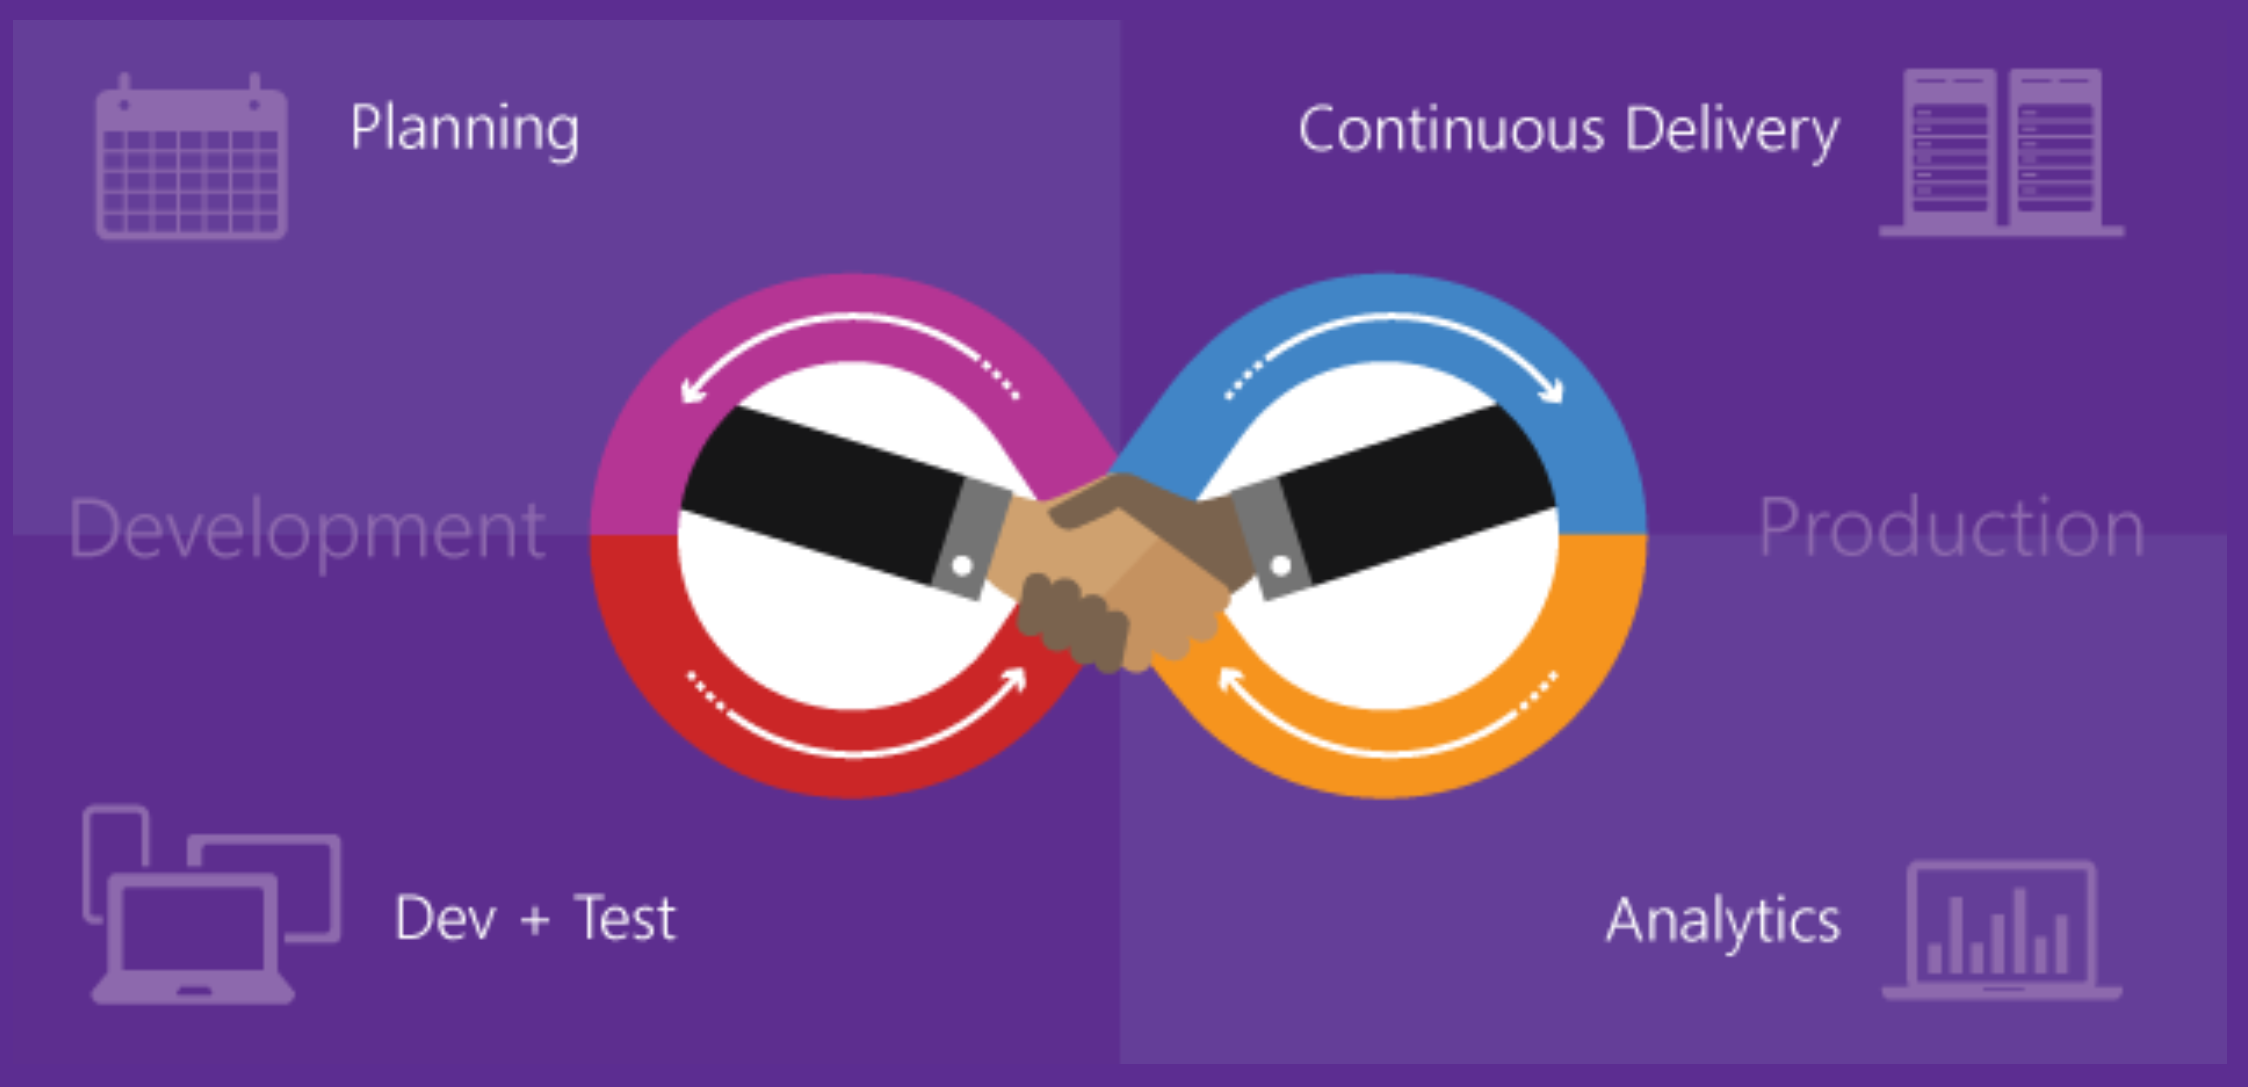 Planning
Continuous Delivery
Development
Production
Dev + Test
Analytics